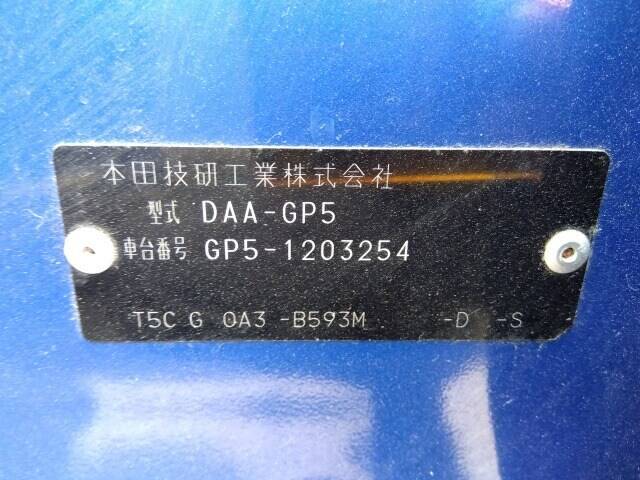 本田技研工業株式会社
型式 DAA-GP5
車台番号 GP5-1203254
T5C G 0A3 -B593M -D -S